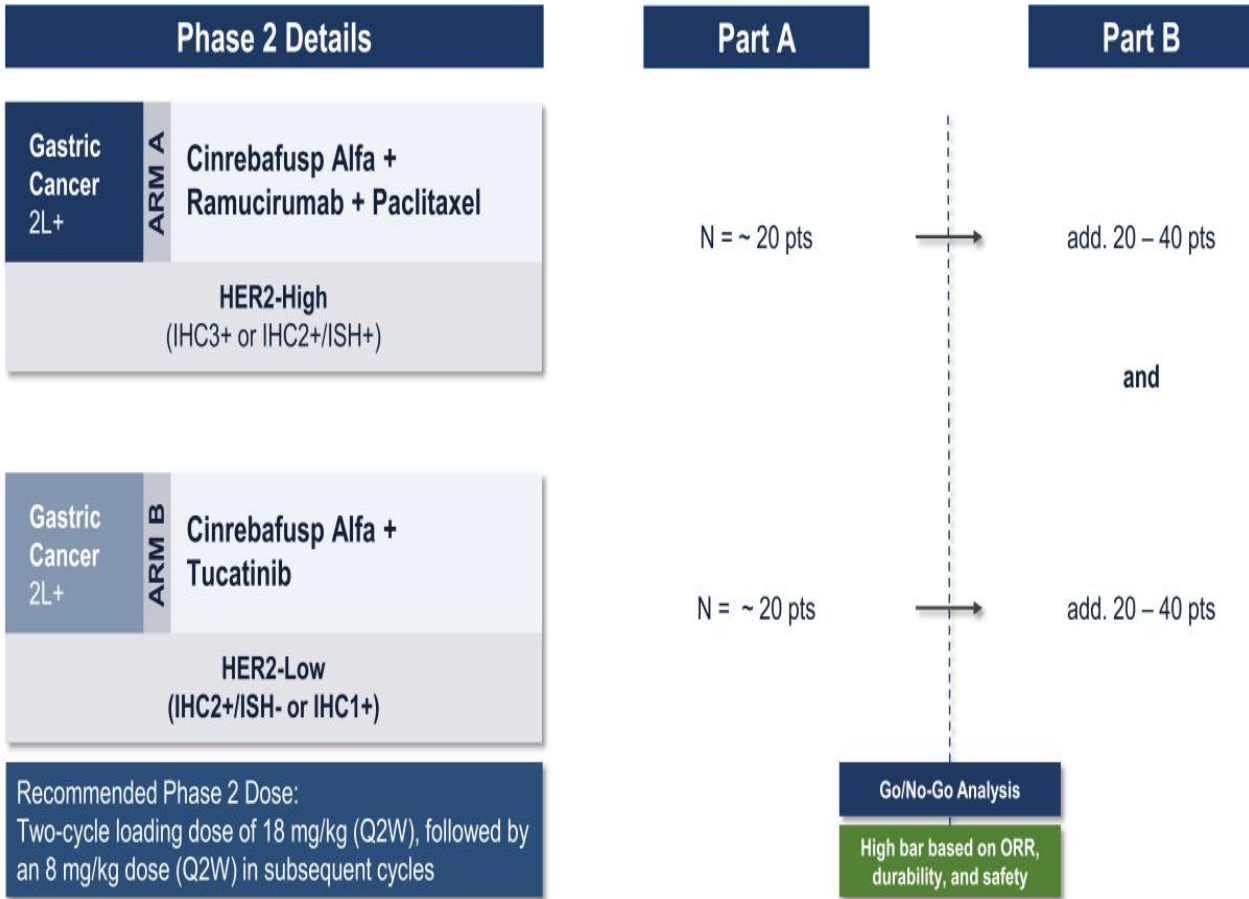 Phase 2 Details
Part A
Part B
Gastric
Cancer
2L+
ARM A
Cinrebafusp Alfa +
Ramucirumab + Paclitaxel
HER2-High
(IHC3+ or IHC2+/ISH+)
N = ~ 20 pts
add. 20 – 40 pts
and
Gastric
Cancer
2L+
ARM B
Cinrebafusp Alfa +
Tucatinib
HER2-Low
(IHC2+/ISH- or IHC1+)
N = ~ 20 pts
add. 20 – 40 pts
Recommended Phase 2 Dose:
Two-cycle loading dose of 18 mg/kg (Q2W), followed by
an 8 mg/kg dose (Q2W) in subsequent cycles
Go/No-Go Analysis
High bar based on ORR,
durability, and safety